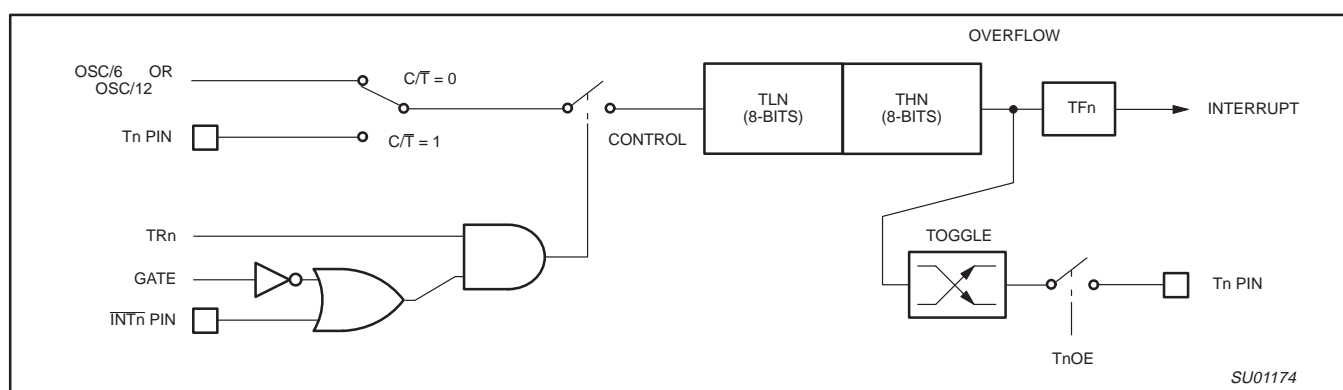 OVERFLOW
OSC/6 OR
OSC/12
C/T̅ = 0
TLN
(8-BITS)
THN
(8-BITS)
TFn
INTERRUPT
Tn PIN
C/T̅ = 1
CONTROL
TRn
TOGGLE
GATE
Tn PIN
I̅N̅T̅n̅ PIN
TnOE
SU01174